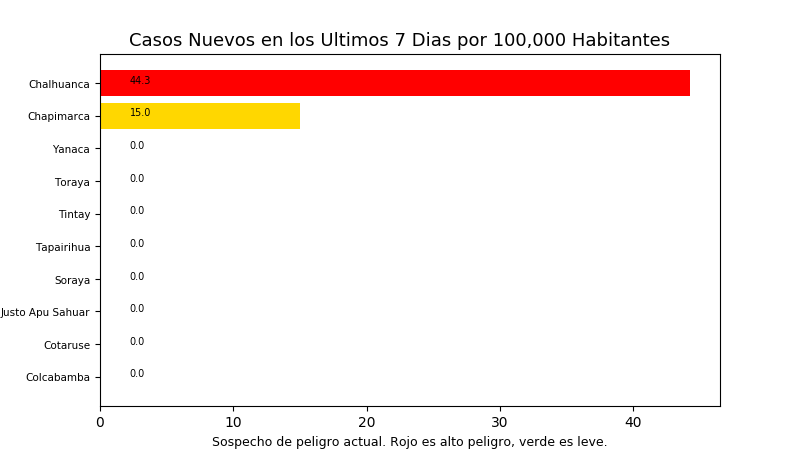 Casos Nuevos en los Ultimos 7 Dias por 100,000 Habitantes
Chalhuanca 44.3
Chapimarca 15.0
Yanaca 0.0
Toraya 0.0
Tintay 0.0
Tapairihua 0.0
Soraya 0.0
Justo Apu Sahuar 0.0
Cotaruse 0.0
Colcabamba 0.0
0 10 20 30 40
Sospecho de peligro actual. Rojo es alto peligro, verde es leve.